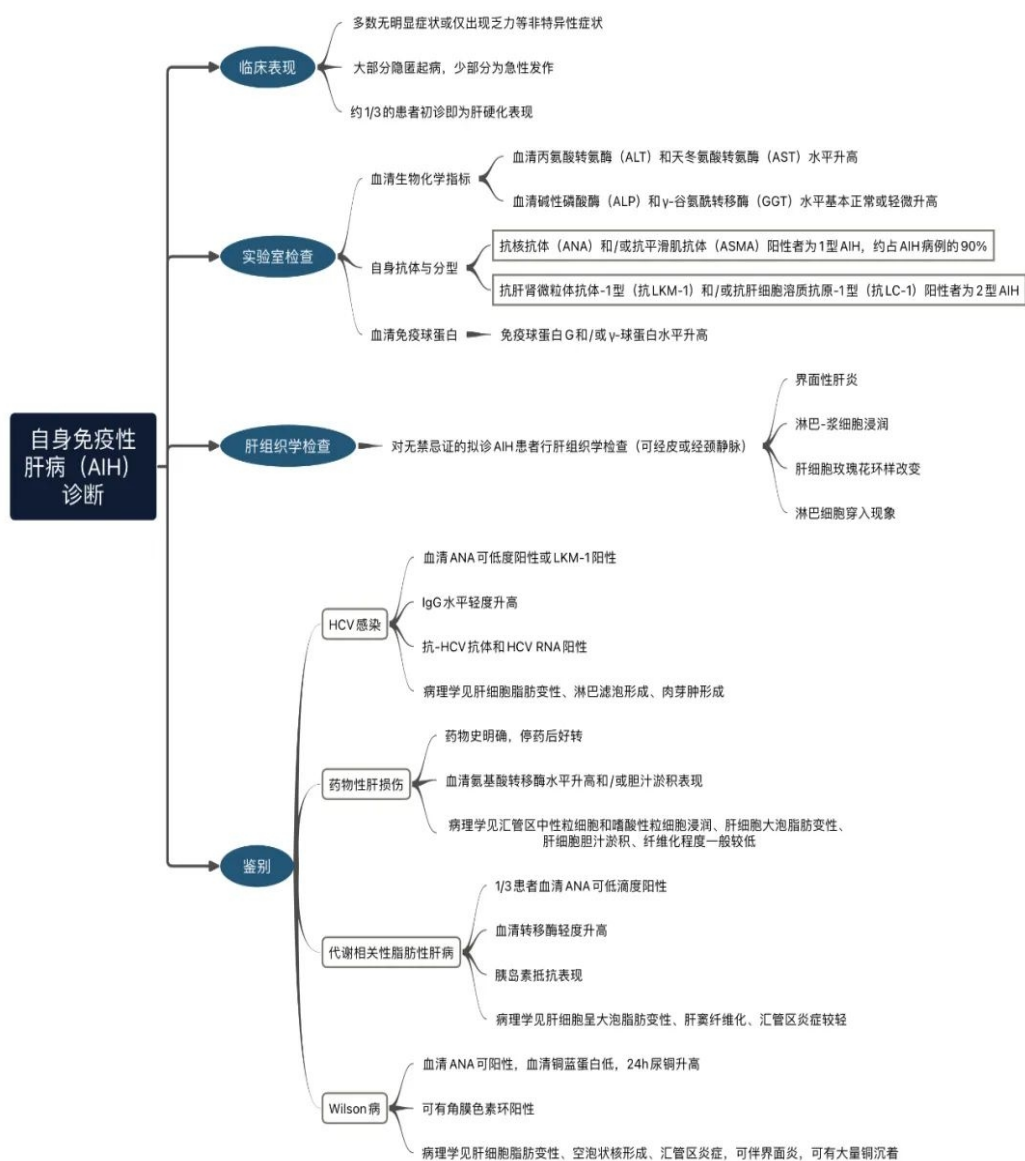 自身免疫性
肝病（AIH）
诊断
临床表现
多数无明显症状或仅出现乏力等非特异性症状
大部分隐匿起病，少部分为急性发作
约1/3的患者初诊即为肝硬化表现
实验室检查
血清生物化学指标
血清丙氨酸转氨酶（ALT）和天冬氨酸转氨酶（AST）水平升高
血清碱性磷酸酶（ALP）和γ-谷氨酰转移酶（GGT）水平基本正常或轻微升高
自身抗体与分型
抗核抗体（ANA）和/或抗平滑肌抗体（ASMA）阳性者为1型AIH，约占AIH病例的90%
抗肝肾微粒体抗体-1型（抗LKM-1）和/或抗肝细胞溶质抗原-1型（抗LC-1）阳性者为2型AIH
血清免疫球蛋白
免疫球蛋白G和/或γ-球蛋白水平升高
肝组织学检查
对无禁忌证的拟诊AIH患者行肝组织学检查（可经皮或经颈静脉）
界面性肝炎
淋巴-浆细胞浸润
肝细胞玫瑰花环样改变
淋巴细胞穿入现象
鉴别
HCV感染
血清ANA可低度阳性或LKM-1阳性
IgG水平轻度升高
抗-HCV抗体和HCV RNA阳性
病理学见肝细胞脂肪变性、淋巴滤泡形成、肉芽肿形成
药物性肝损伤
药物史明确，停药后好转
血清氨基酸转移酶水平升高和/或胆汁淤积表现
病理学见汇管区中性粒细胞和嗜酸性粒细胞浸润、肝细胞大泡脂肪变性、
肝细胞胆汁淤积、纤维化程度一般较低
代谢相关性脂肪性肝病
1/3患者血清ANA可低滴度阳性
血清转移酶轻度升高
胰岛素抵抗表现
病理学见肝细胞呈大泡脂肪变性、肝窦纤维化、汇管区炎症较轻
Wilson病
血清ANA可阳性，血清铜蓝蛋白低，24h尿铜升高
可有角膜色素环阳性
病理学见肝细胞脂肪变性、空泡状核形成、汇管区炎症，可伴界面炎，可有大量铜沉着